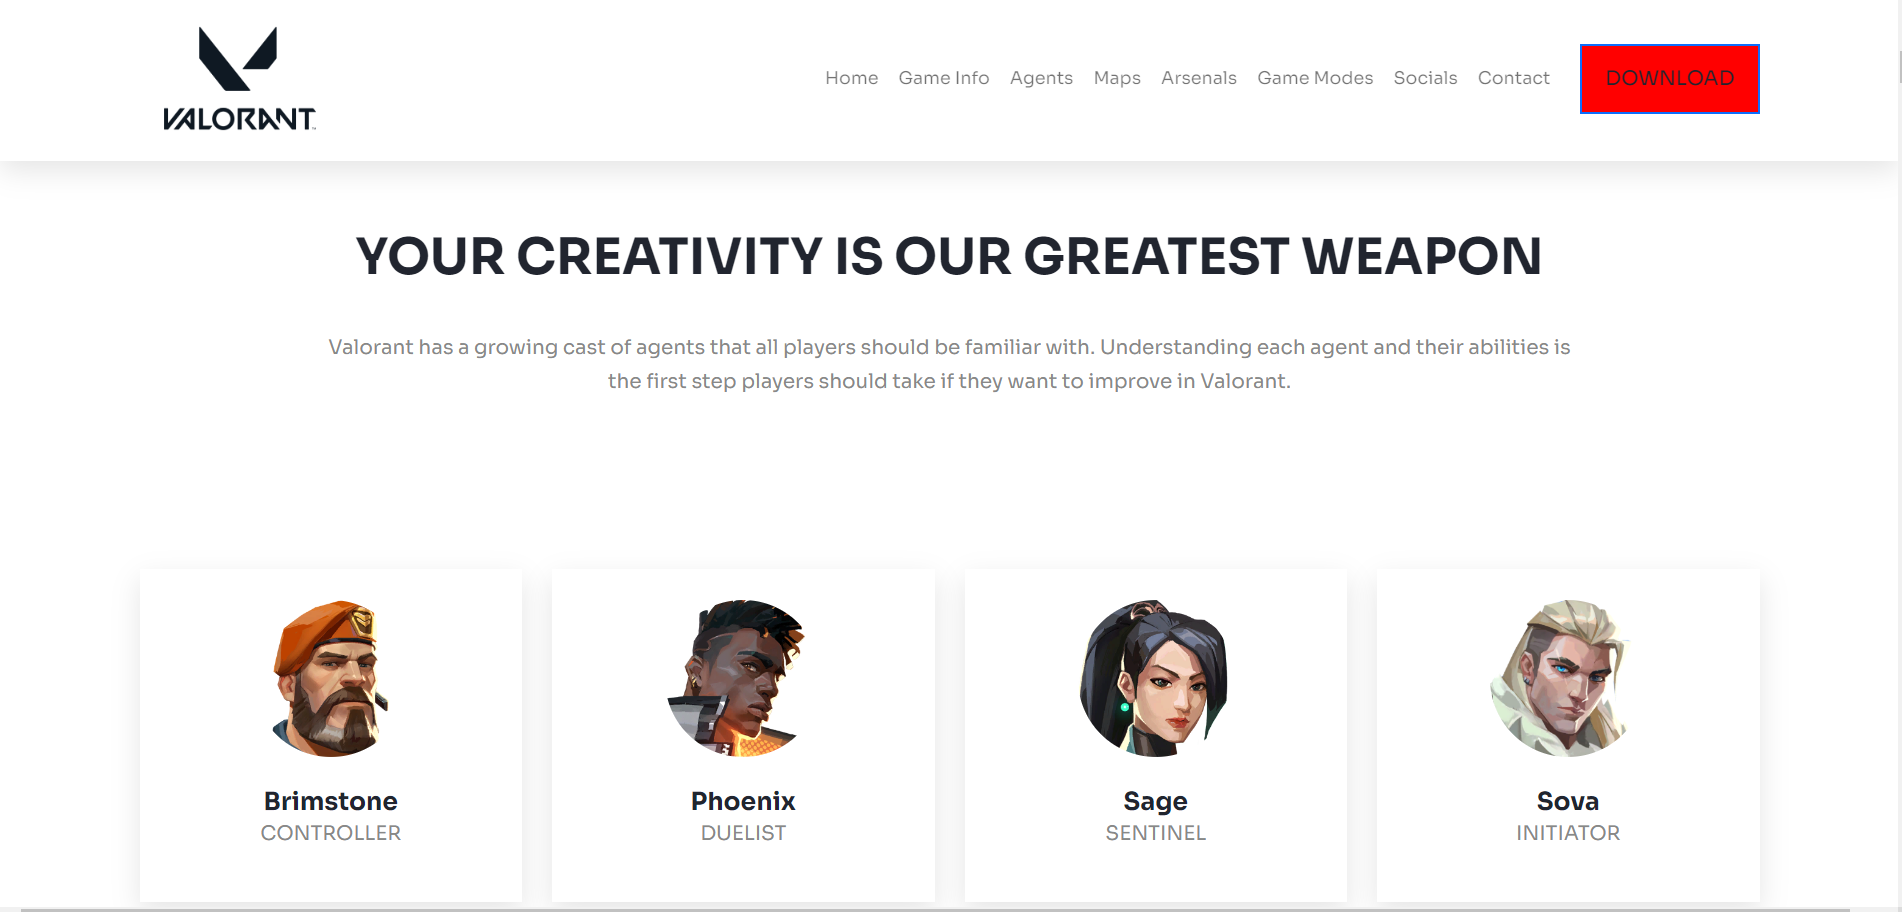 VALORANT
Home Game Info Agents Maps Arsenals Game Modes Socials Contact DOWNLOAD
YOUR CREATIVITY IS OUR GREATEST WEAPON
Valorant has a growing cast of agents that all players should be familiar with. Understanding each agent and their abilities is
the first step players should take if they want to improve in Valorant.
Brimstone
CONTROLLER
Phoenix
DUELIST
Sage
SENTINEL
Sova
INITIATOR